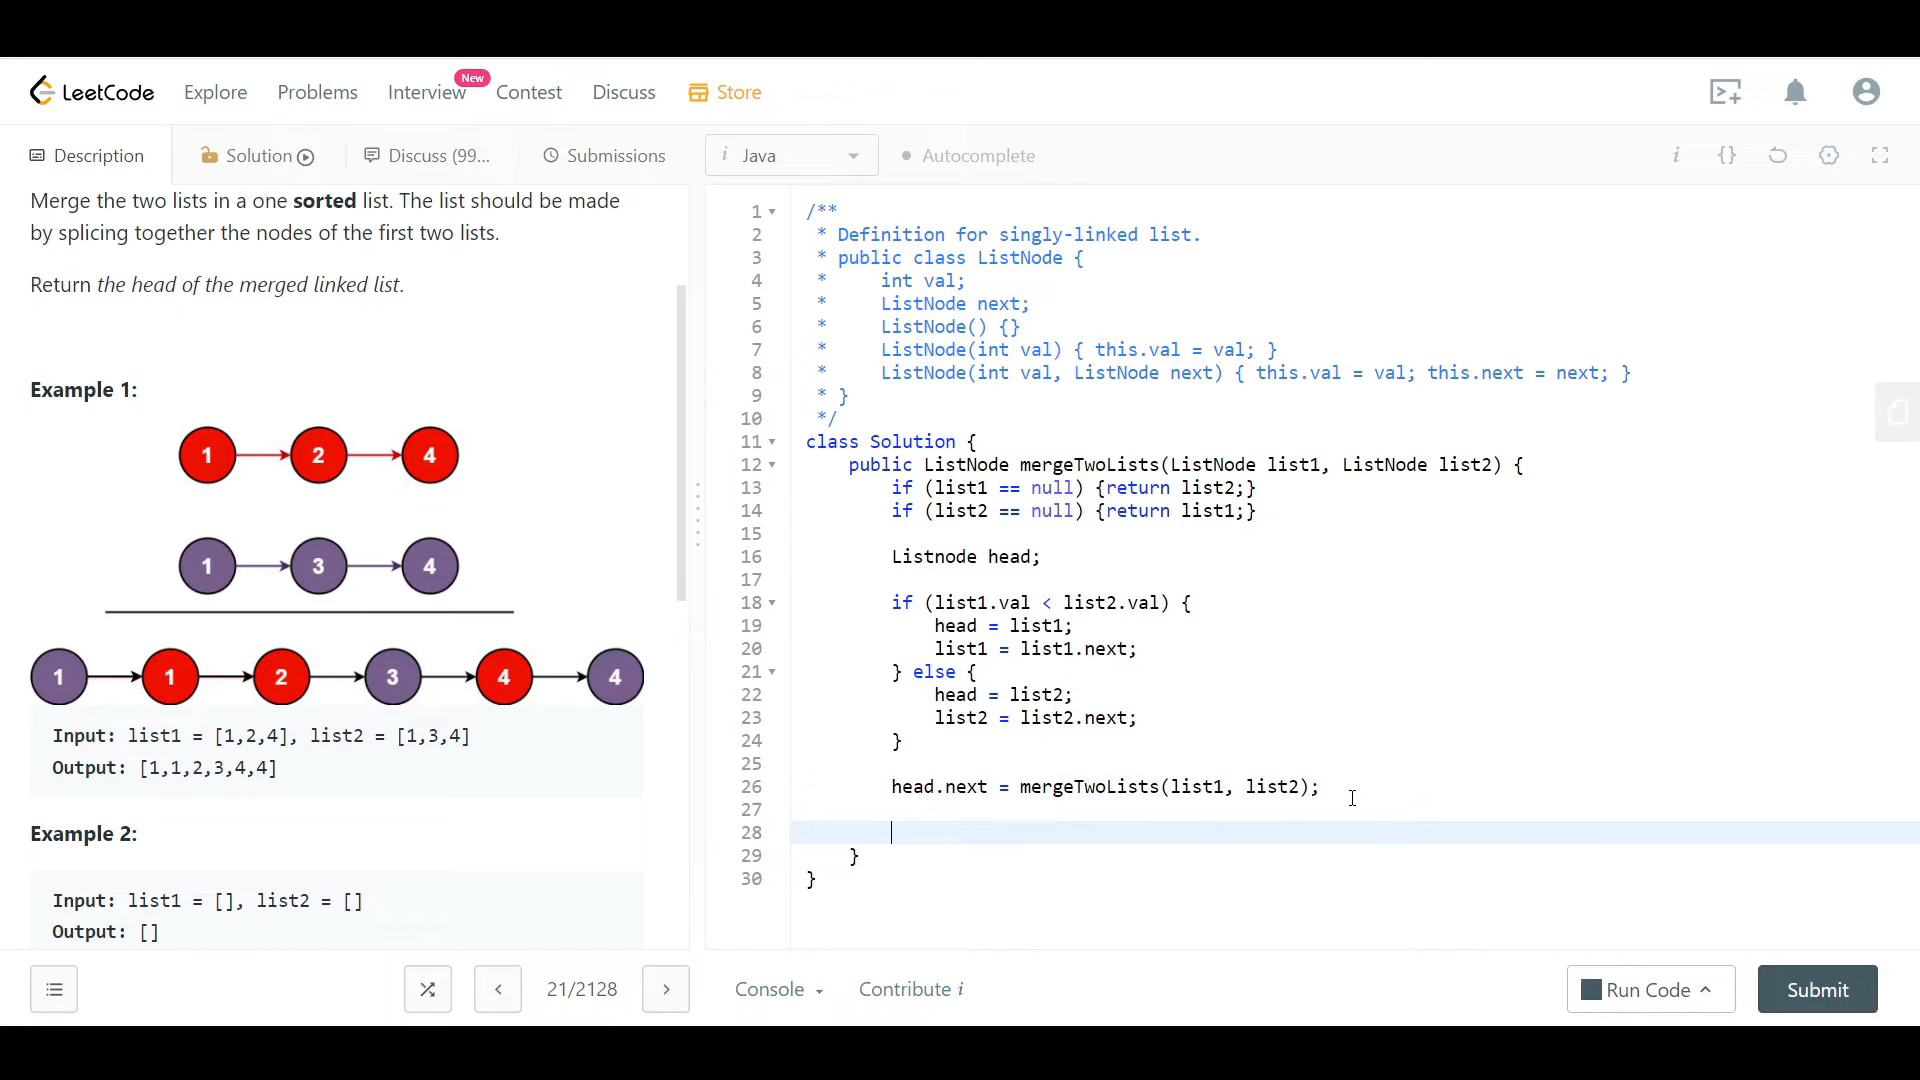 LeetCode
Explore
Problems
Interview
New
Contest
Discuss
Store
Description
Solution
Discuss (99...
Submissions
i Java
Autocomplete
i {}
Merge the two lists in a one sorted list. The list should be made
by splicing together the nodes of the first two lists.
Return the head of the merged linked list.
Example 1:
1 2 4
1 3 4
1 1 2 3 4 4
Input: list1 = [1,2,4], list2 = [1,3,4]
Output: [1,1,2,3,4,4]
Example 2:
Input: list1 = [], list2 = []
Output: []
1 /**
2 * Definition for singly-linked list.
3 * public class ListNode {
4 * int val;
5 * ListNode next;
6 * ListNode() {}
7 * ListNode(int val) { this.val = val; }
8 * ListNode(int val, ListNode next) { this.val = val; this.next = next; }
9 * }
10 */
11 class Solution {
12 public ListNode mergeTwoLists(ListNode list1, ListNode list2) {
13 if (list1 == null) {return list2;}
14 if (list2 == null) {return list1;}
15
16 Listnode head;
17
18 if (list1.val < list2.val) {
19 head = list1;
20 list1 = list1.next;
21 } else {
22 head = list2;
23 list2 = list2.next;
24 }
25
26 head.next = mergeTwoLists(list1, list2);
27
28
29 }
30 }
21/2128
Console
Contribute i
Run Code
Submit